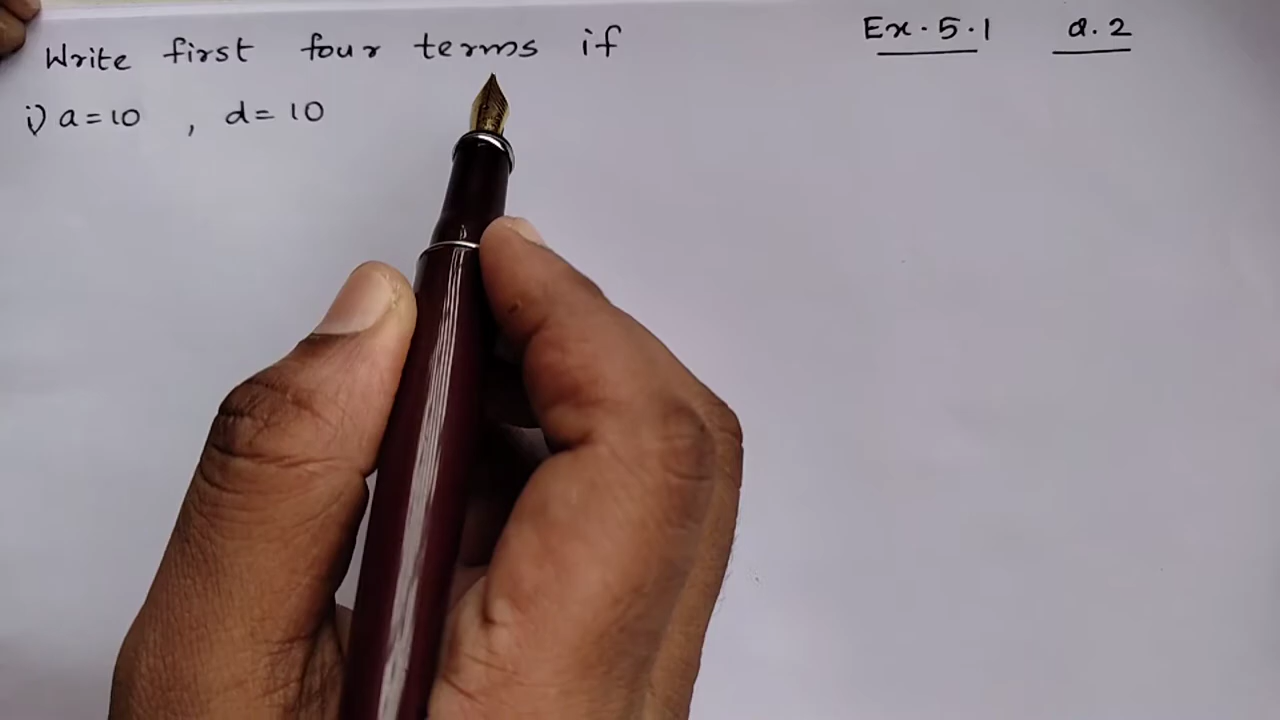 Write first four terms if
Ex. 5.1 Q.2
i) a = 10 , d = 10